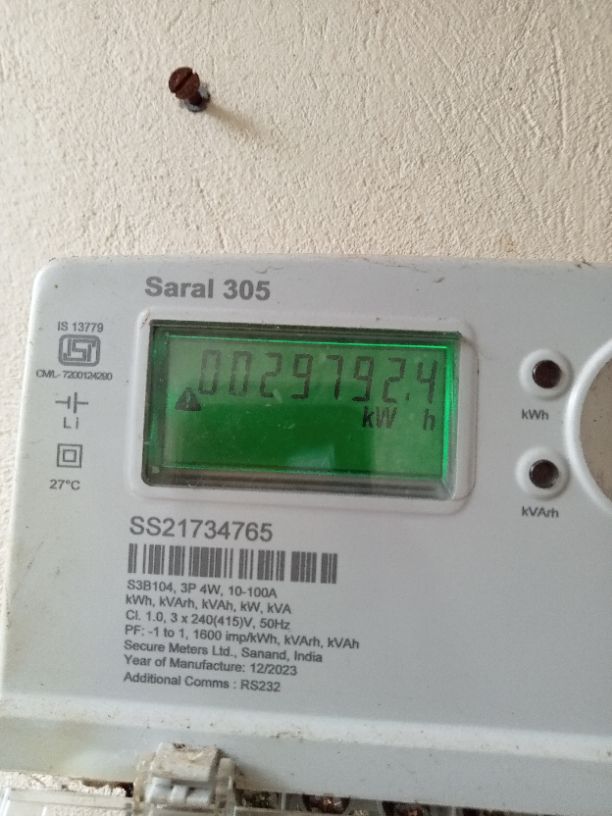 Saral 305
IS 13779
CM/L- 7200124290
Li
27°C
0029792.4
kW h
kWh
kVArh
SS21734765
S3B104, 3P 4W, 10-100A
kWh, kVArh, kVAh, kW, kVA
Cl. 1.0, 3 x 240(415)V, 50Hz
PF: -1 to 1, 1600 imp/kWh, kVArh, kVAh
Secure Meters Ltd., Sanand, India
Year of Manufacture: 12/2023
Additional Comms : RS232